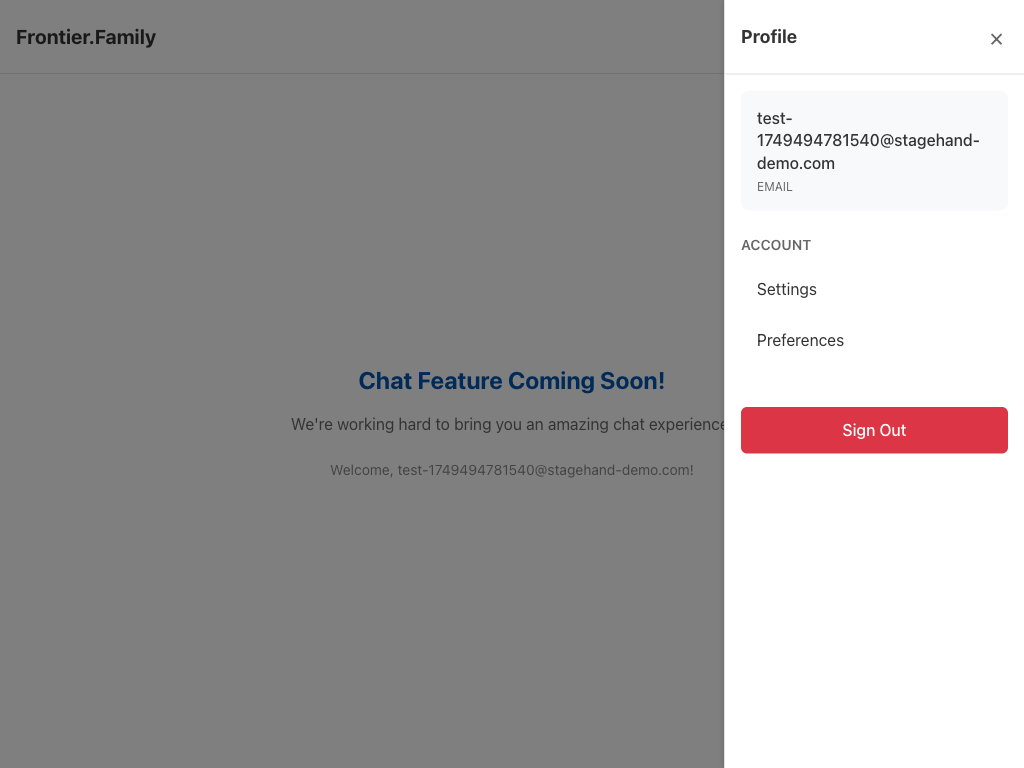 Frontier.Family
Profile
×
test-
1749494781540@stagehand-
demo.com
EMAIL
ACCOUNT
Settings
Preferences
Sign Out
Chat Feature Coming Soon!
We're working hard to bring you an amazing chat experience
Welcome, test-1749494781540@stagehand-demo.com!